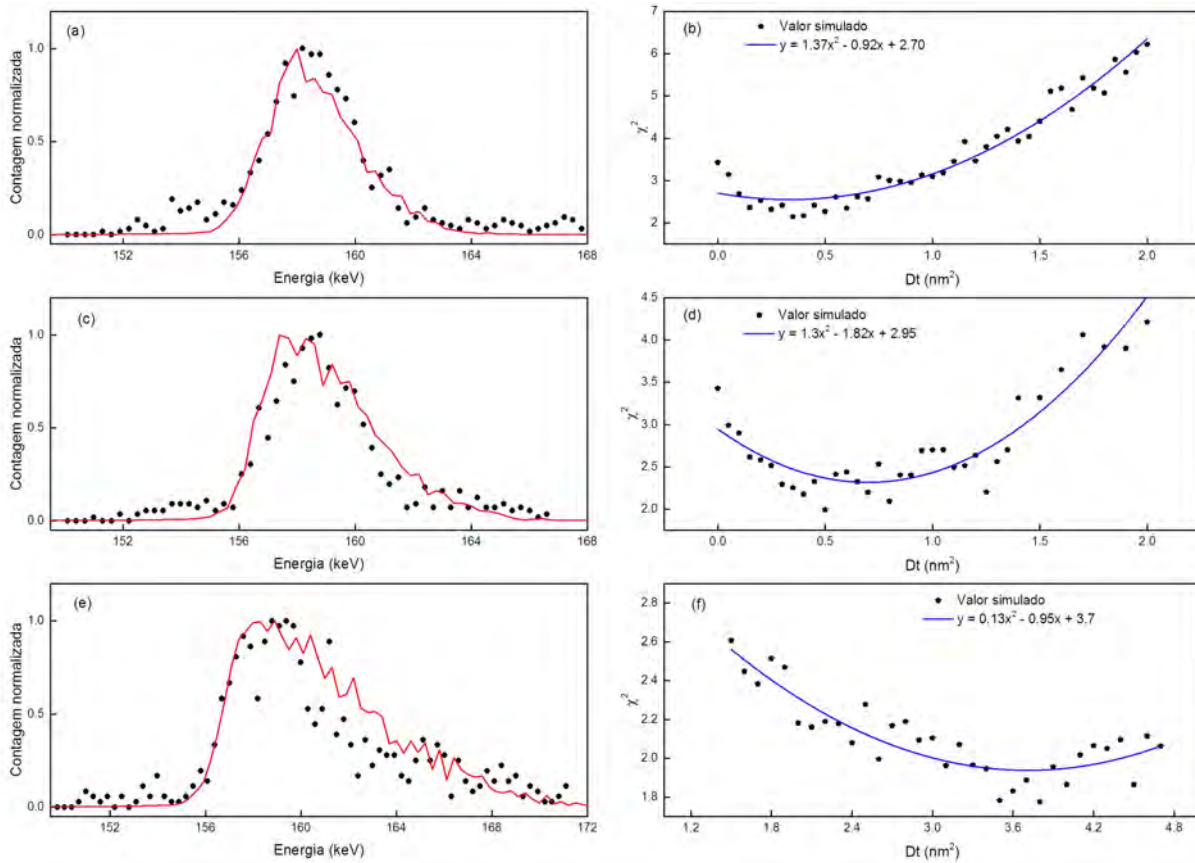 (a)
Contagem normalizada
1.0
0.5
0.0
152
156
160
164
168
Energia (keV)
(b)
Valor simulado
y = 1.37x² - 0.92x + 2.70
χ²
7
6
5
4
3
2
0.0
0.5
1.0
1.5
2.0
Dt (nm²)
(c)
Contagem normalizada
1.0
0.5
0.0
152
156
160
164
168
Energia (keV)
(d)
Valor simulado
y = 1.3x² - 1.82x + 2.95
χ²
4.5
4.0
3.5
3.0
2.5
2.0
0.0
0.5
1.0
1.5
2.0
Dt (nm²)
(e)
Contagem normalizada
1.0
0.5
0.0
152
156
160
164
168
172
Energia (keV)
(f)
Valor simulado
y = 0.13x² - 0.95x + 3.7
χ²
2.8
2.6
2.4
2.2
2.0
1.8
1.2
1.8
2.4
3.0
3.6
4.2
4.8
Dt (nm²)